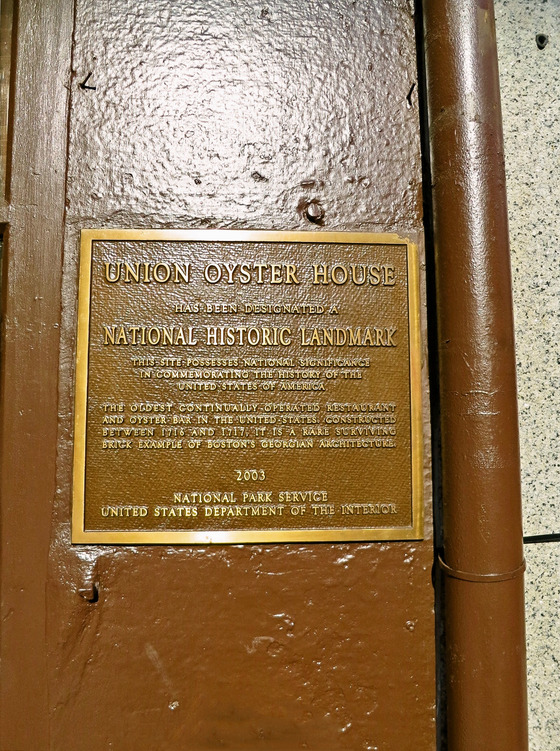 UNION OYSTER HOUSE
HAS BEEN DESIGNATED A
NATIONAL HISTORIC LANDMARK
THIS SITE POSSESSES NATIONAL SIGNIFICANCE
IN COMMEMORATING THE HISTORY OF THE
UNITED STATES OF AMERICA
THE OLDEST CONTINUALLY OPERATED RESTAURANT
AND OYSTER BAR IN THE UNITED STATES. CONSTRUCTED
BETWEEN 1716 AND 1717, IT IS A RARE SURVIVING
BRICK EXAMPLE OF BOSTON'S GEORGIAN ARCHITECTURE.
2003
NATIONAL PARK SERVICE
UNITED STATES DEPARTMENT OF THE INTERIOR